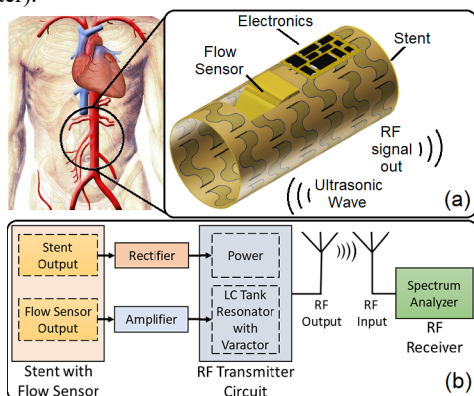 ter).
Electronics
Flow
Sensor
Stent
RF
signal
out
Ultrasonic
Wave
(a)
Stent
Output
Rectifier
Power
Flow Sensor
Output
Amplifier
LC Tank
Resonator
with
Varactor
RF
Output
RF
Input
Spectrum
Analyzer
RF
Receiver
Stent with
Flow Sensor
RF Transmitter
Circuit
(b)